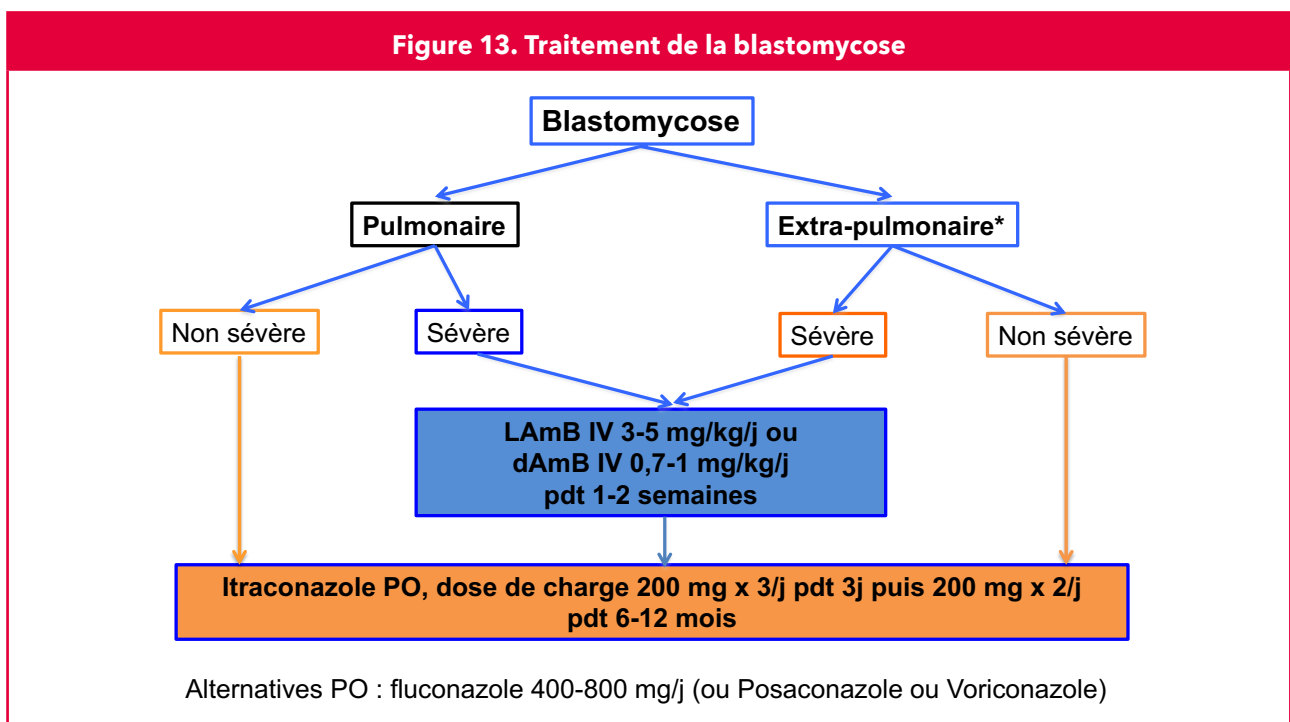 Figure 13. Traitement de la blastomycose
Blastomycose
Pulmonaire
Extra-pulmonaire*
Non sévère
Sévère
Sévère
Non sévère
LAmB IV 3-5 mg/kg/j ou
dAmB IV 0,7-1 mg/kg/j
pdt 1-2 semaines
Itraconazole PO, dose de charge 200 mg x 3/j pdt 3j puis 200 mg x 2/j
pdt 6-12 mois
Alternatives PO : fluconazole 400-800 mg/j (ou Posaconazole ou Voriconazole)